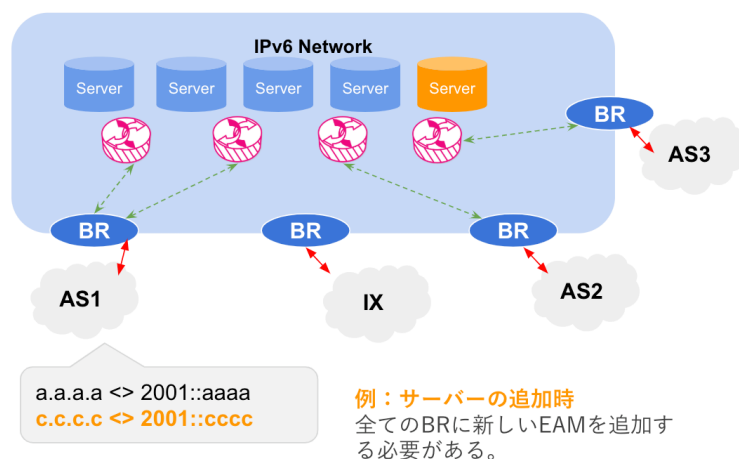 IPv6 Network
Server
Server
Server
Server
Server
BR
AS3
BR
BR
BR
AS1
IX
AS2
a.a.a.a <> 2001::aaaa
c.c.c.c <> 2001::cccc
例：サーバーの追加時
全てのBRに新しいEAMを追加す
る必要がある。